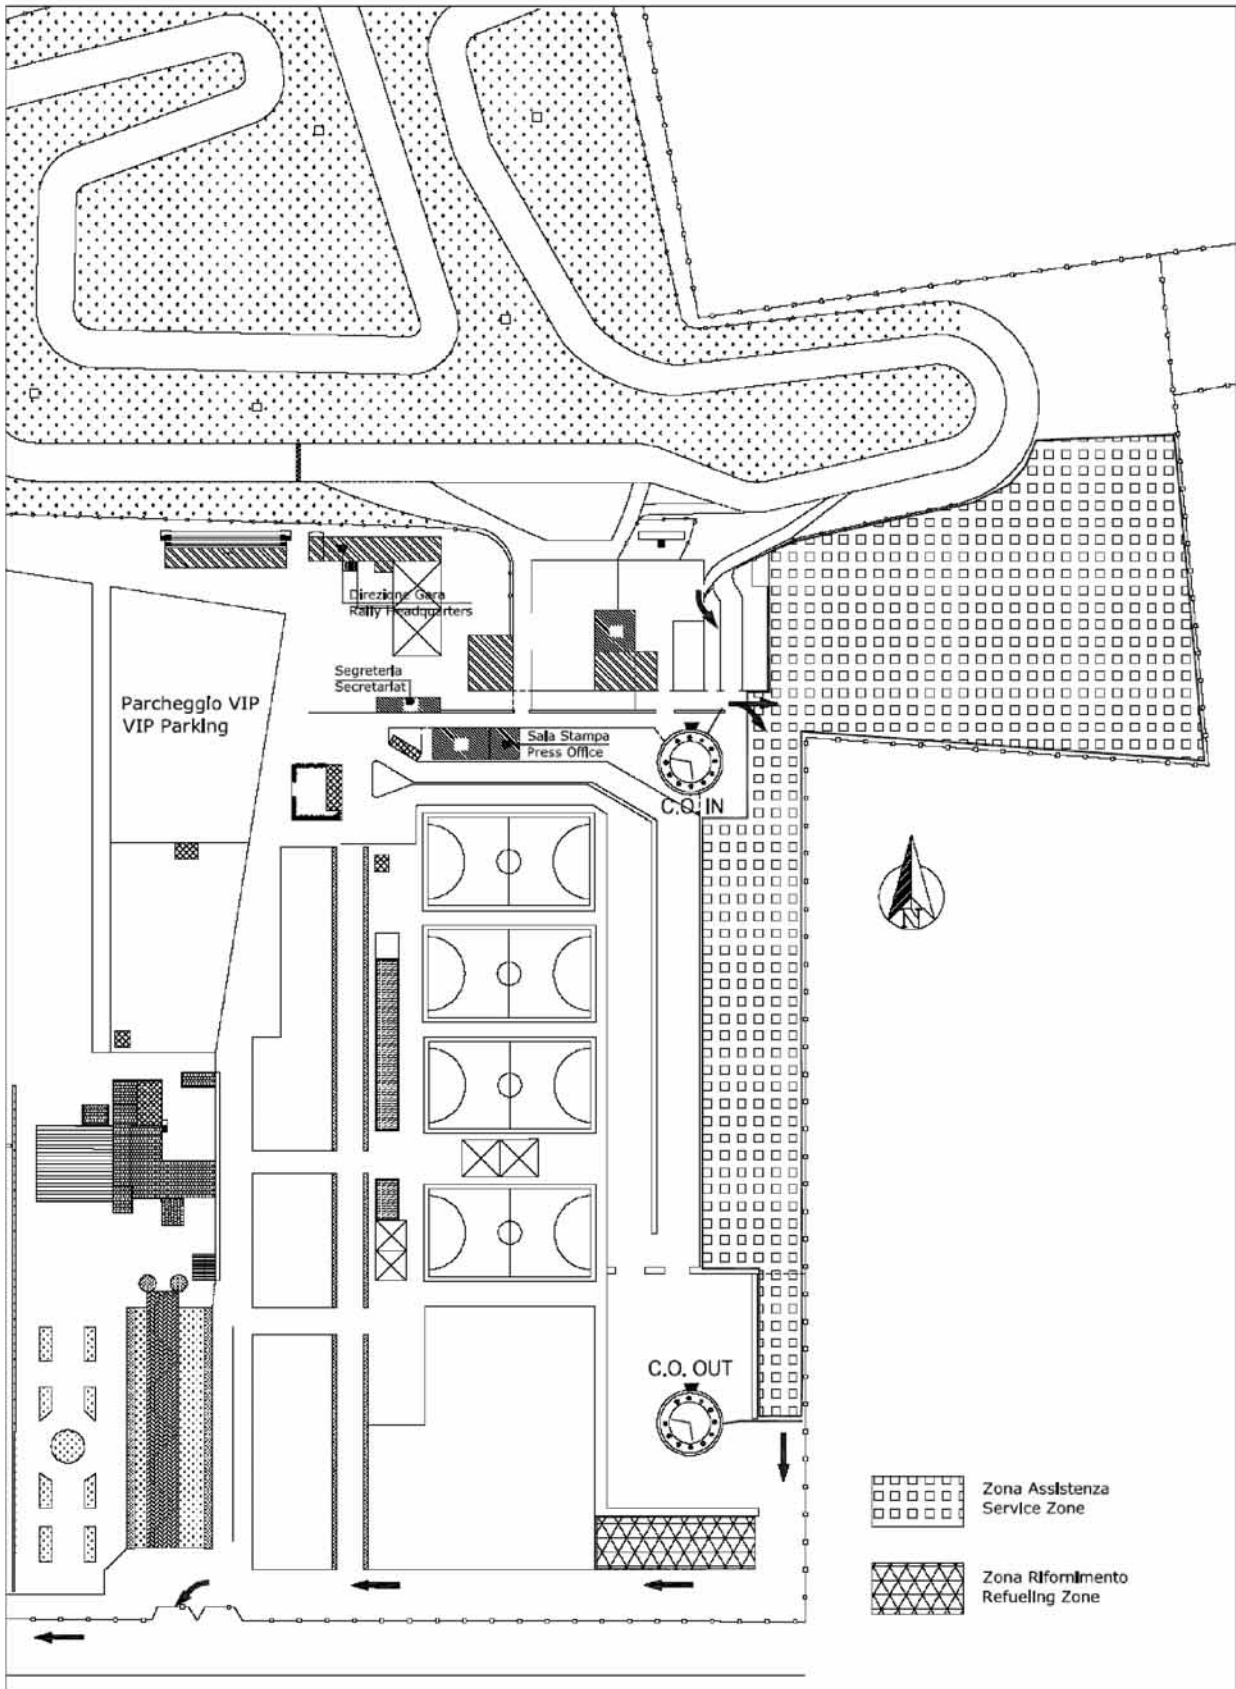 Direzione Gara
Rally Headquarters
Segreteria
Secretariat
Parcheggio VIP
VIP Parking
Sala Stampa
Press Office
C.O. IN
N
C.O. OUT
Zona Assistenza
Service Zone
Zona Rifornimento
Refueling Zone